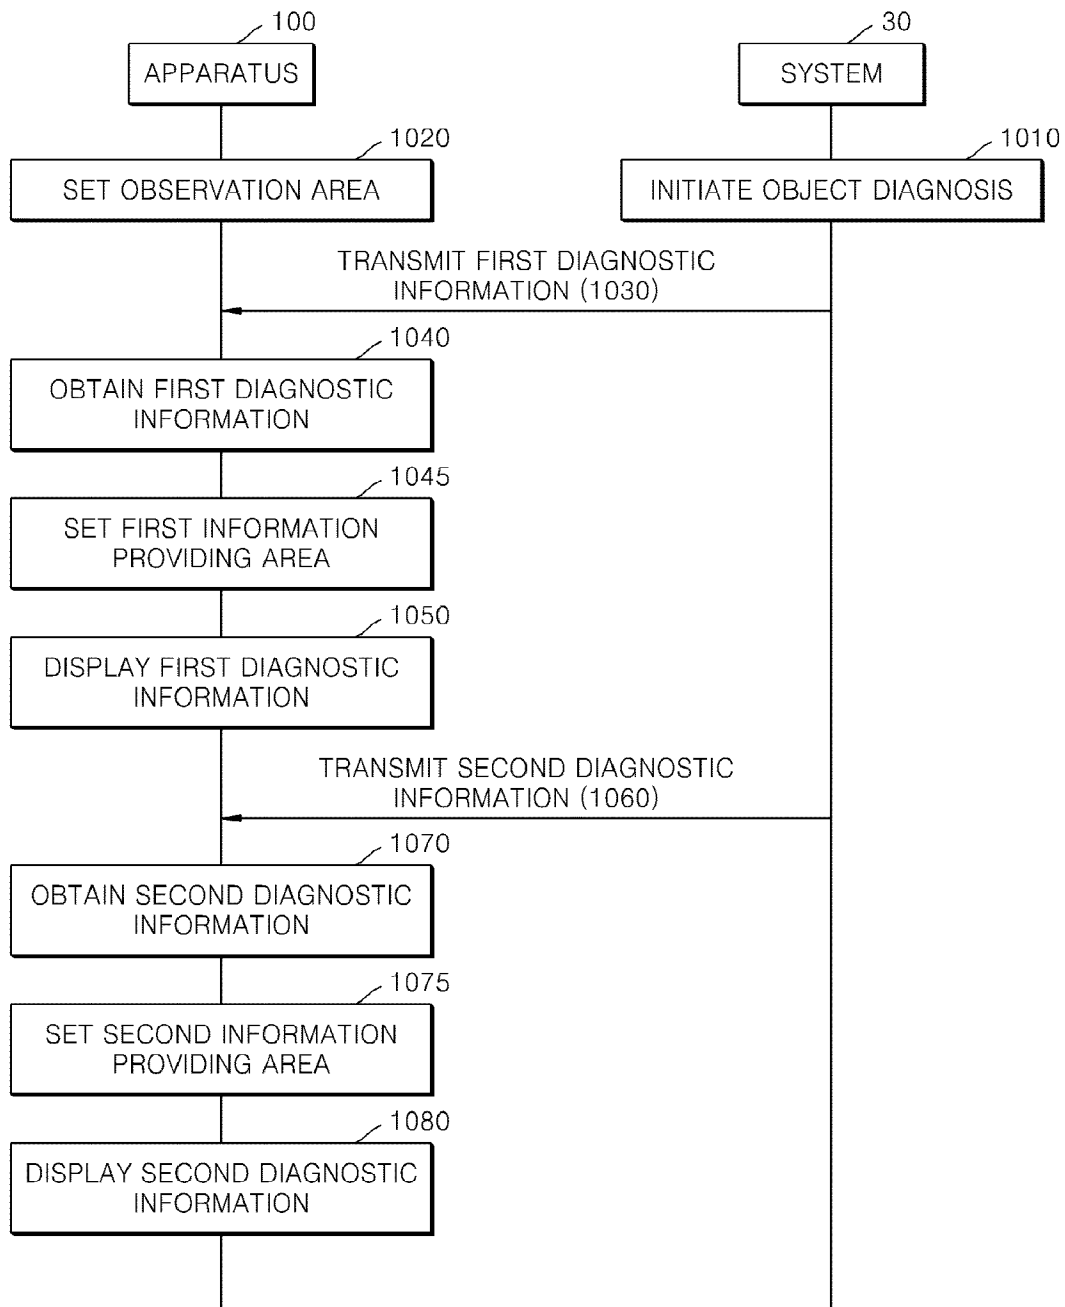 100
30
APPARATUS
SYSTEM
1020
1010
SET OBSERVATION AREA
INITIATE OBJECT DIAGNOSIS
TRANSMIT FIRST DIAGNOSTIC
INFORMATION (1030)
1040
OBTAIN FIRST DIAGNOSTIC
INFORMATION
1045
SET FIRST INFORMATION
PROVIDING AREA
1050
DISPLAY FIRST DIAGNOSTIC
INFORMATION
TRANSMIT SECOND DIAGNOSTIC
INFORMATION (1060)
1070
OBTAIN SECOND DIAGNOSTIC
INFORMATION
1075
SET SECOND INFORMATION
PROVIDING AREA
1080
DISPLAY SECOND DIAGNOSTIC
INFORMATION